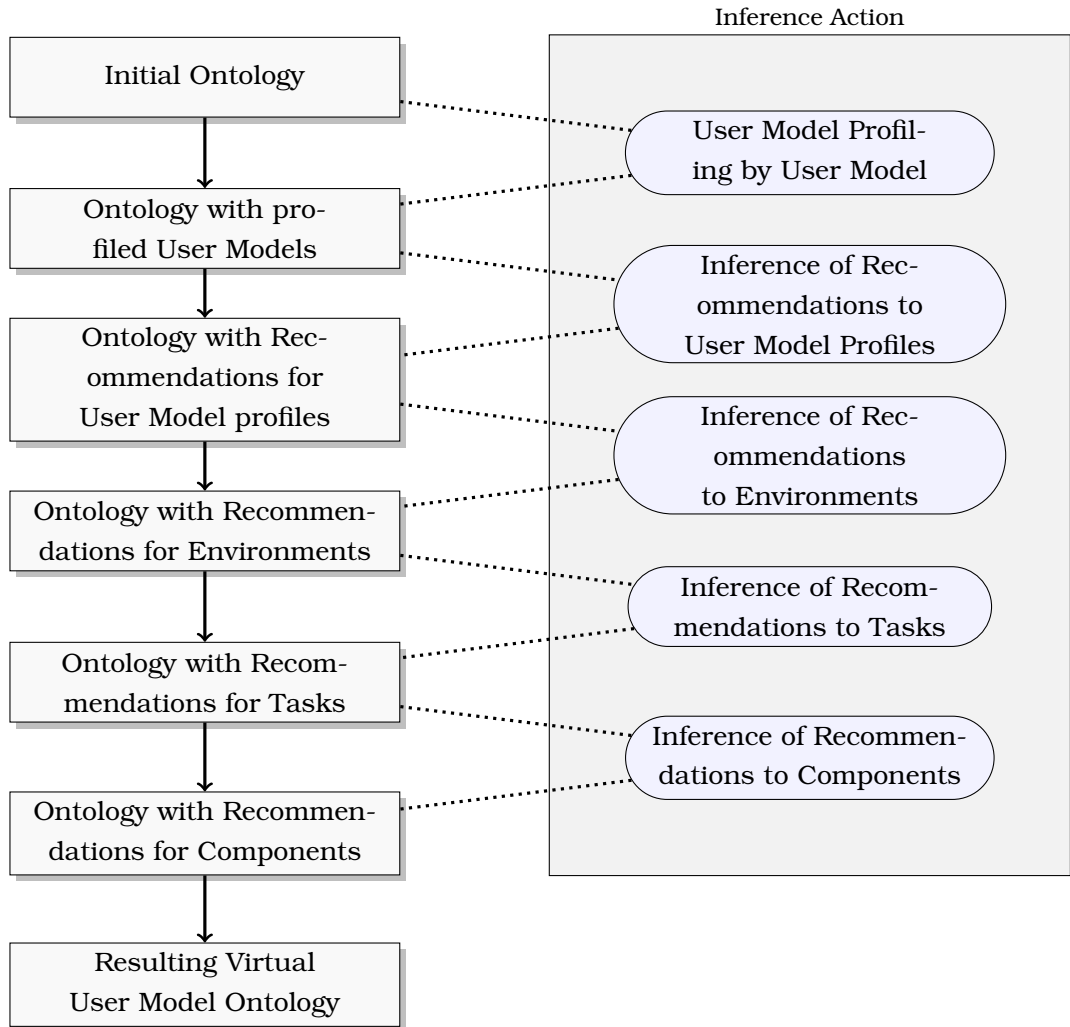 Inference Action
Initial Ontology
User Model Profil-
ing by User Model
Ontology with pro-
filed User Models
Inference of Rec-
ommendations to
User Model Profiles
Ontology with Rec-
ommendations for
User Model profiles
Inference of Rec-
ommendations
to Environments
Ontology with Recommen-
dations for Environments
Inference of Recom-
mendations to Tasks
Ontology with Recom-
mendations for Tasks
Inference of Recommen-
dations to Components
Ontology with Recommen-
dations for Components
Resulting Virtual
User Model Ontology